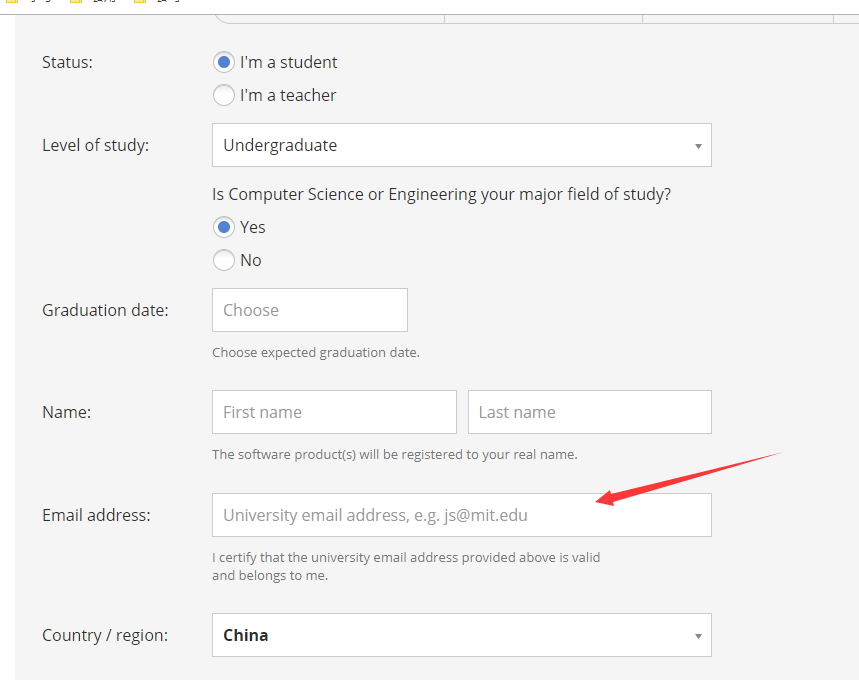 Status:
I'm a student
I'm a teacher
Level of study:
Undergraduate
Is Computer Science or Engineering your major field of study?
Yes
No
Graduation date:
Choose
Choose expected graduation date.
Name:
First name
Last name
The software product(s) will be registered to your real name.
Email address:
University email address, e.g. js@mit.edu
I certify that the university email address provided above is valid
and belongs to me.
Country / region:
China